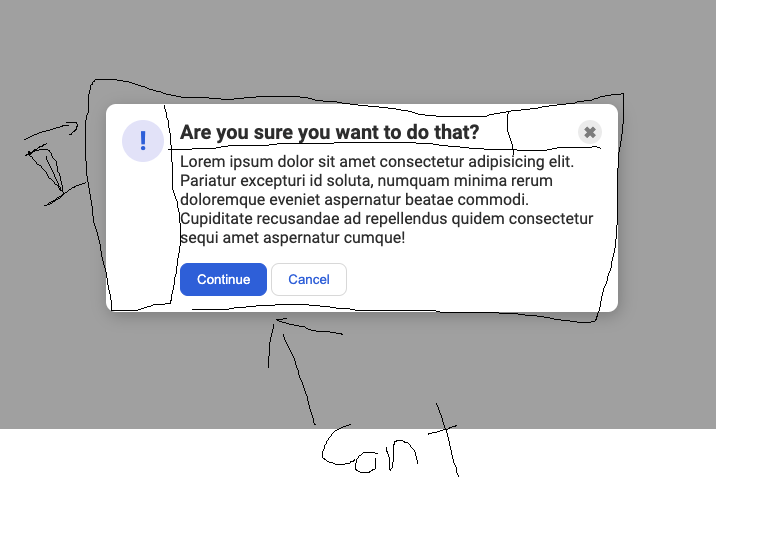 !
Are you sure you want to do that? ✖
Lorem ipsum dolor sit amet consectetur adipisicing elit.
Pariatur excepturi id soluta, numquam minima rerum
doloremque eveniet aspernatur beatae commodi.
Cupiditate recusandae ad repellendus quidem consectetur
sequi amet aspernatur cumque!
Continue Cancel
Cont